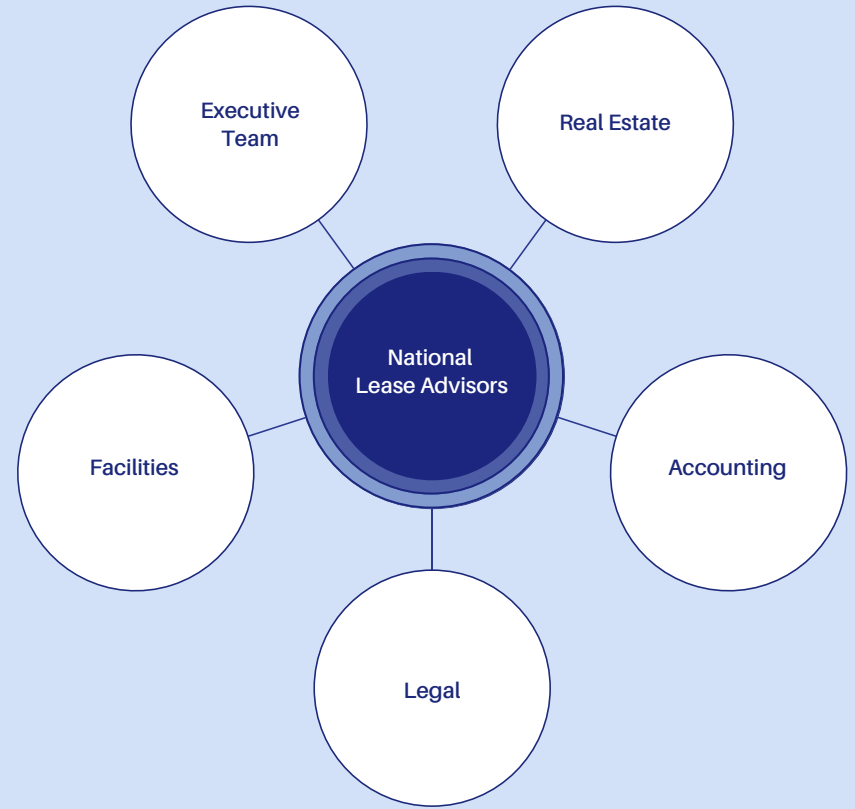 Executive
Team
Real Estate
National
Lease Advisors
Facilities
Accounting
Legal